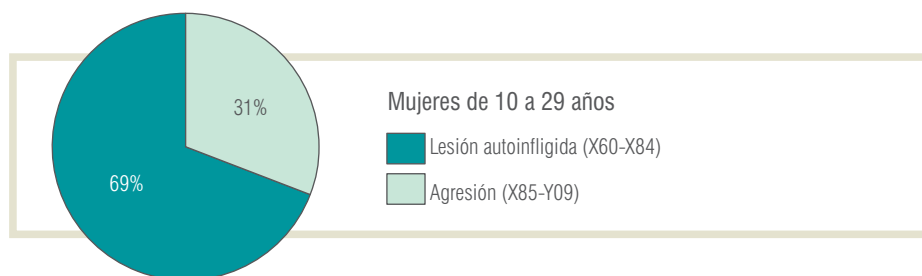 31%
69%
Mujeres de 10 a 29 años
Lesión autoinfligida (X60-X84)
Agresión (X85-Y09)